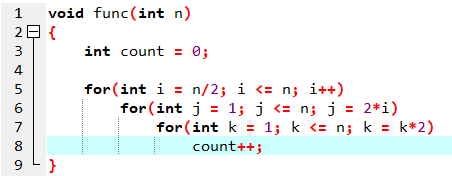 1 void func(int n)
2 {
3 int count = 0;
4
5 for(int i = n/2; i <= n; i++)
6 for(int j = 1; j <= n; j = 2*i)
7 for(int k = 1; k <= n; k = k*2)
8 count++;
9 }